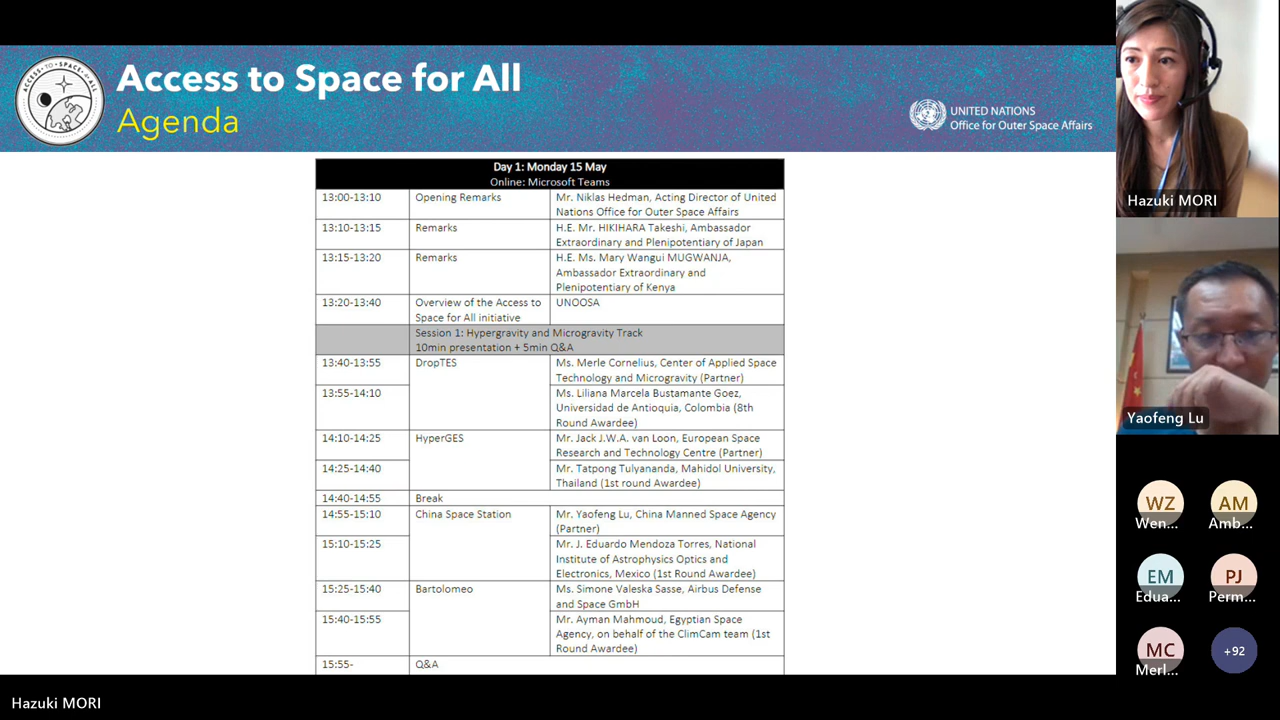 ACCESS • TO • SPACE • 4 • ALL
Access to Space for All
Agenda
UNITED NATIONS
Office for Outer Space Affairs
Day 1: Monday 15 May
Online: Microsoft Teams
13:00-13:10 Opening Remarks Mr. Niklas Hedman, Acting Director of United
Nations Office for Outer Space Affairs
13:10-13:15 Remarks H.E. Mr. HIKIHARA Takeshi, Ambassador
Extraordinary and Plenipotentiary of Japan
13:15-13:20 Remarks H.E. Ms. Mary Wangui MUGWANJA,
Ambassador Extraordinary and
Plenipotentiary of Kenya
13:20-13:40 Overview of the Access to UNOOSA
Space for All initiative
Session 1: Hypergravity and Microgravity Track
10min presentation + 5min Q&A
13:40-13:55 DropTES Ms. Merle Cornelius, Center of Applied Space
Technology and Microgravity (Partner)
13:55-14:10 Ms. Liliana Marcela Bustamante Goez,
Universidad de Antioquia, Colombia (8th
Round Awardee)
14:10-14:25 HyperGES Mr. Jack J.W.A. van Loon, European Space
Research and Technology Centre (Partner)
14:25-14:40 Mr. Tatpong Tulyananda, Mahidol University,
Thailand (1st round Awardee)
14:40-14:55 Break
14:55-15:10 China Space Station Mr. Yaofeng Lu, China Manned Space Agency
(Partner)
15:10-15:25 Mr. J. Eduardo Mendoza Torres, National
Institute of Astrophysics Optics and
Electronics, Mexico (1st Round Awardee)
15:25-15:40 Bartolomeo Ms. Simone Valeska Sasse, Airbus Defense
and Space GmbH
15:40-15:55 Mr. Ayman Mahmoud, Egyptian Space
Agency, on behalf of the ClimCam team (1st
Round Awardee)
15:55- Q&A
Hazuki MORI
Yaofeng Lu
WZ AM
Wen... Amb...
EM PJ
Edua... Perm...
MC +92
Merl...
Hazuki MORI